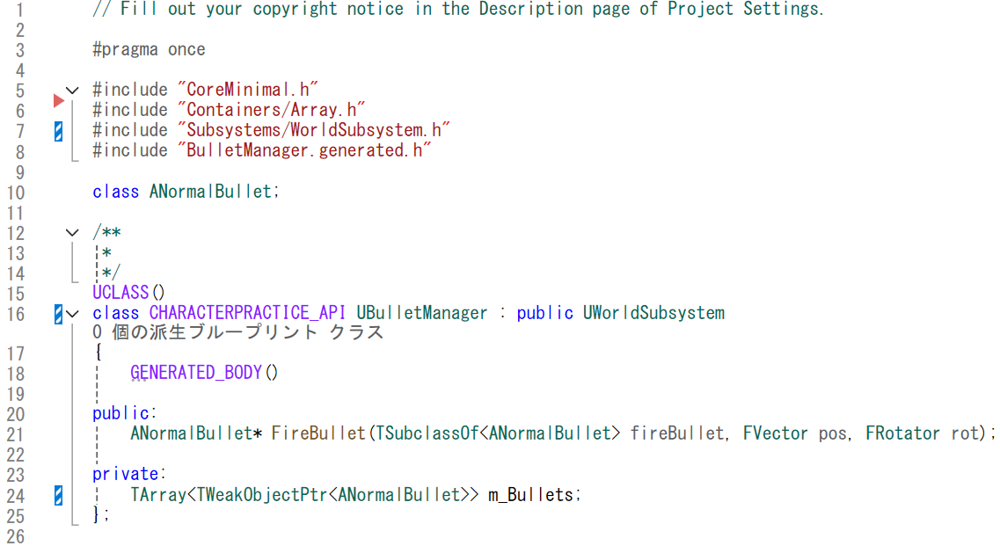 1 // Fill out your copyright notice in the Description page of Project Settings.
2
3 #pragma once
4
5 #include "CoreMinimal.h"
6 #include "Containers/Array.h"
7 #include "Subsystems/WorldSubsystem.h"
8 #include "BulletManager.generated.h"
9
10 class ANormalBullet;
11
12 /**
13 *
14 */
15 UCLASS()
16 class CHARACTERPRACTICE_API UBulletManager : public UWorldSubsystem
0 個の派生ブループリント クラス
17 {
18 GENERATED_BODY()
19
20 public:
21 ANormalBullet* FireBullet(TSubclassOf<ANormalBullet> fireBullet, FVector pos, FRotator rot);
22
23 private:
24 TArray<TWeakObjectPtr<ANormalBullet>> m_Bullets;
25 };
26